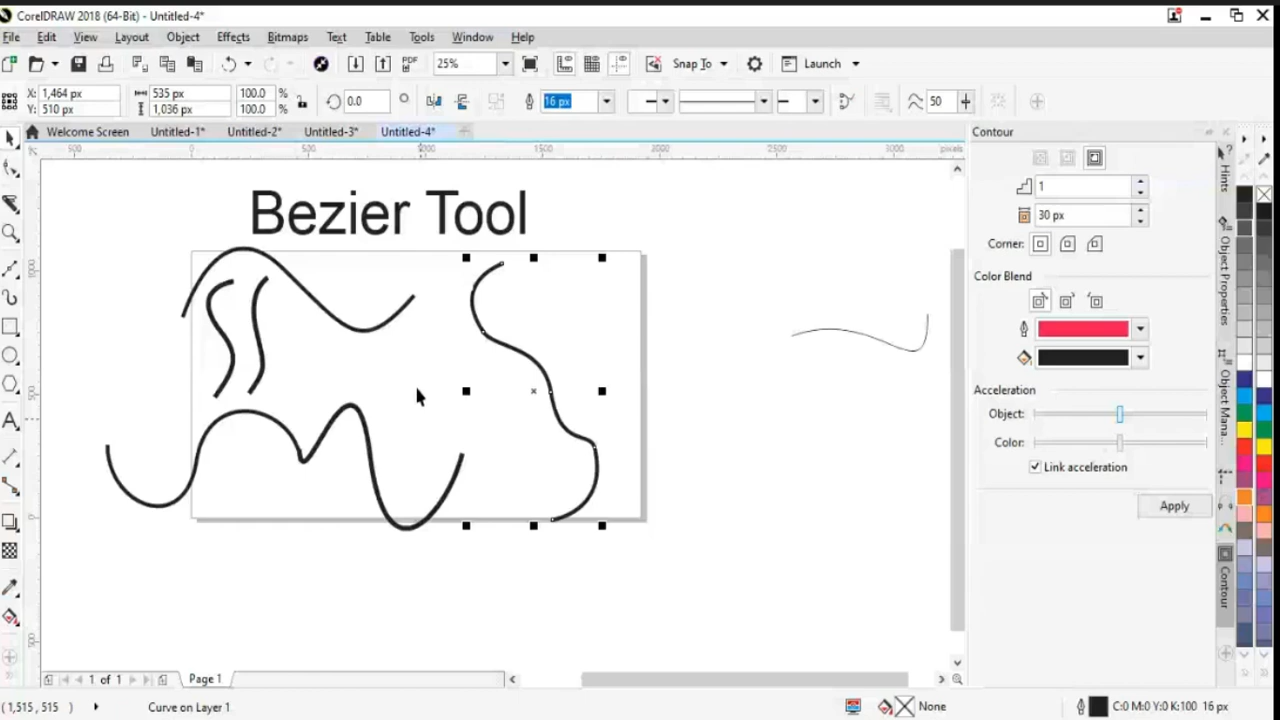 CorelDRAW 2018 (64-Bit) - Untitled-4*
File Edit View Layout Object Effects Bitmaps Text Table Tools Window Help
PDF 25% Snap To Launch
X: 1,464 px 535 px 100.0 % 0.0 16 px 50
Y: 510 px 1,036 px 100.0 %
Welcome Screen Untitled-1* Untitled-2* Untitled-3* Untitled-4*
500 0 500 1500 2000 2500 3000 pixels
Bezier Tool
Contour
1
30 px
Corner:
Color Blend
Acceleration
Object:
Color:
Link acceleration
Apply
Hints
Object Properties
Object Mana...
Contour
1 of 1 Page 1
(1,515 , 515 ) Curve on Layer 1 None C:0 M:0 Y:0 K:100 16 px